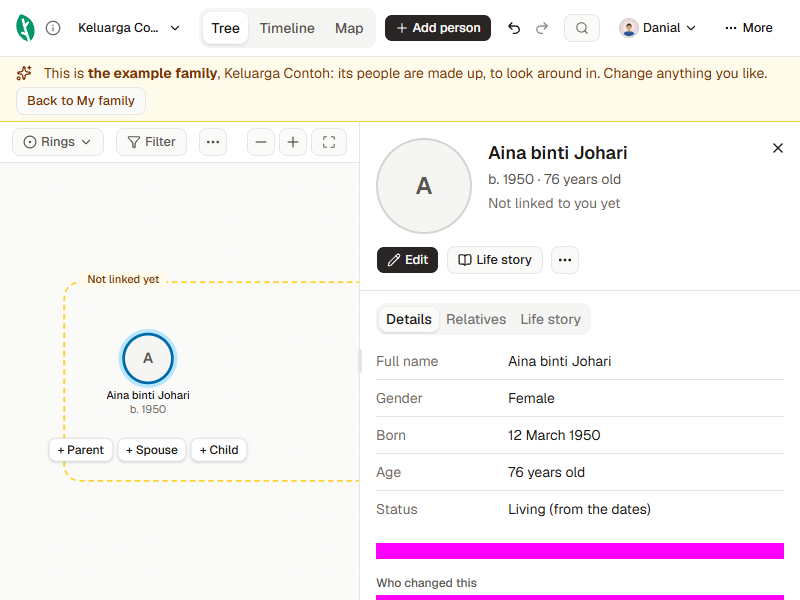 Keluarga Co...
Tree
Timeline
Map
+ Add person
Danial
More
This is the example family, Keluarga Contoh: its people are made up, to look around in. Change anything you like.
Back to My family
Rings
Filter
Aina binti Johari
b. 1950 · 76 years old
Not linked to you yet
Edit
Life story
Not linked yet
A
A
Aina binti Johari
b. 1950
+ Parent
+ Spouse
+ Child
Details
Relatives
Life story
Full name
Aina binti Johari
Gender
Female
Born
12 March 1950
Age
76 years old
Status
Living (from the dates)
Who changed this